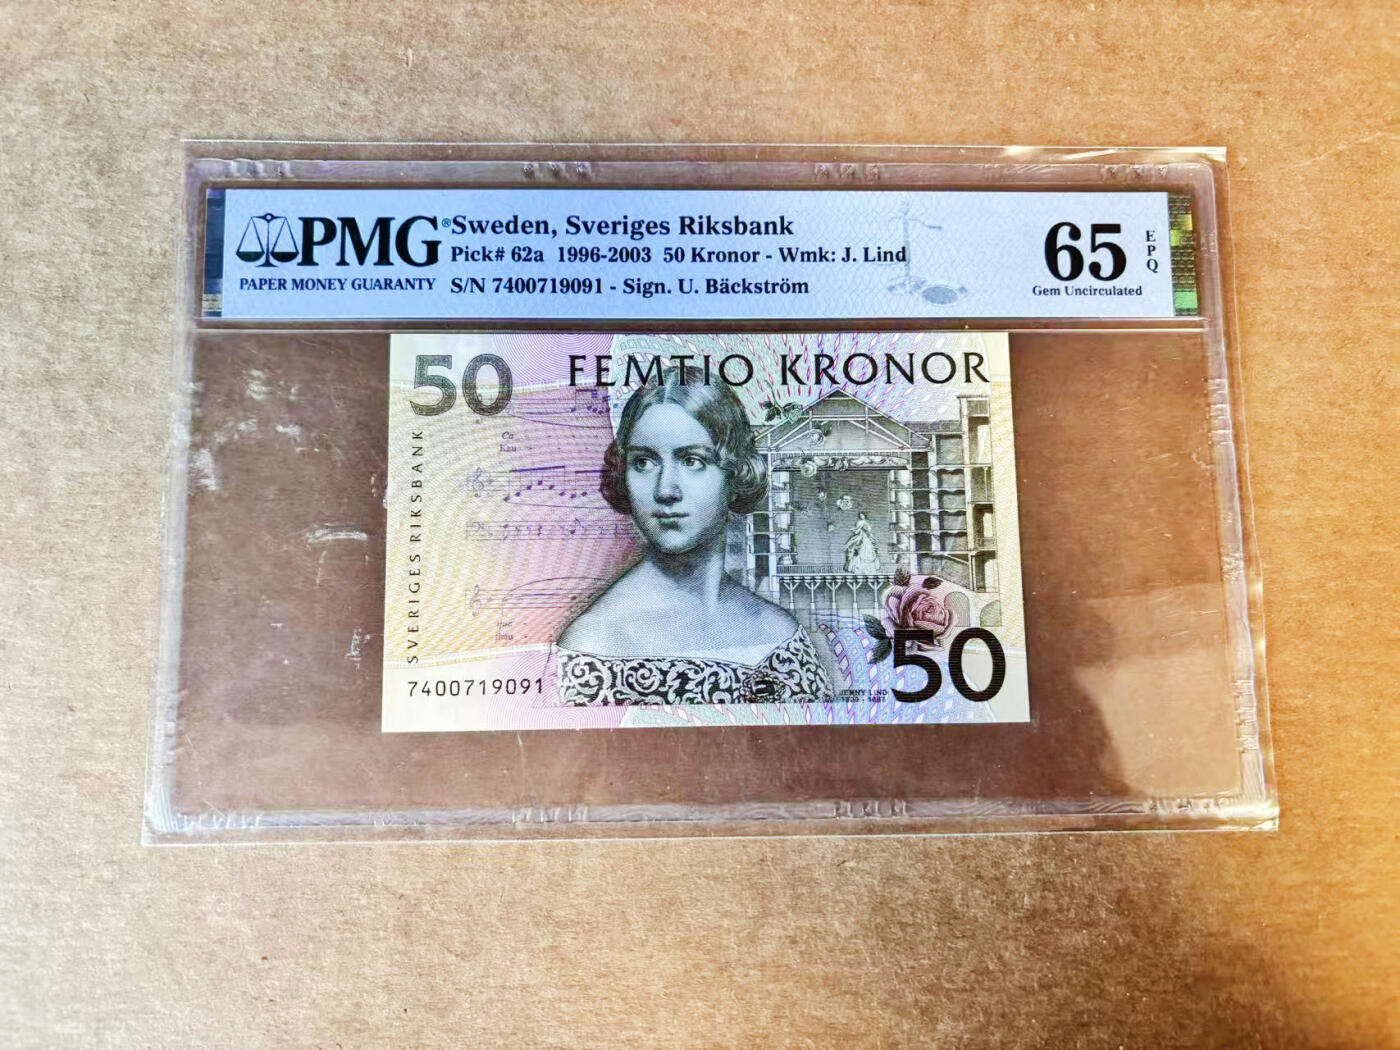 PMG®
PAPER MONEY GUARANTY
Sweden, Sveriges Riksbank
Pick# 62a 1996-2003 50 Kronor - Wmk: J. Lind
S/N 7400719091 - Sign. U. Bäckström
65
EPQ
Gem Uncirculated
50
FEMTIO KRONOR
SVERIGES RIKSBANK
Ca
7400719091
JENNY LIND
50